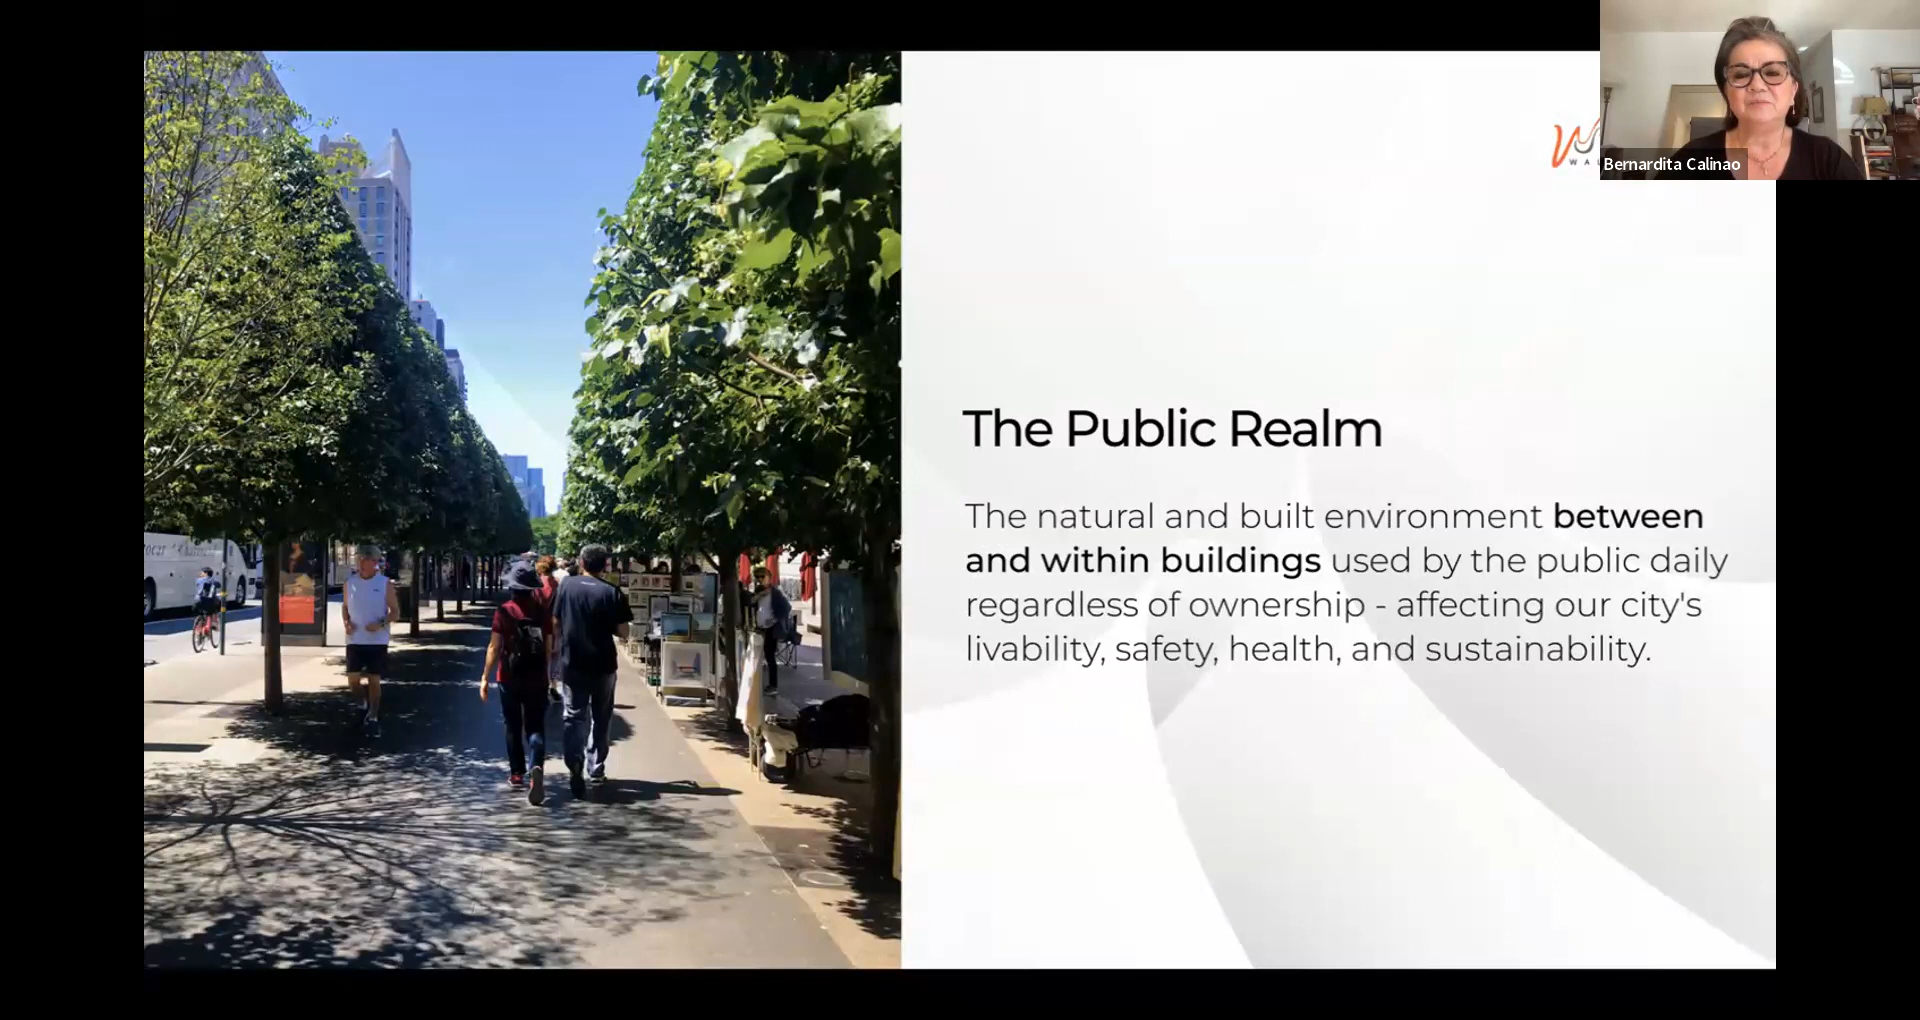 Bernardita Calinao
The Public Realm
The natural and built environment between
and within buildings used by the public daily
regardless of ownership - affecting our city's
livability, safety, health, and sustainability.